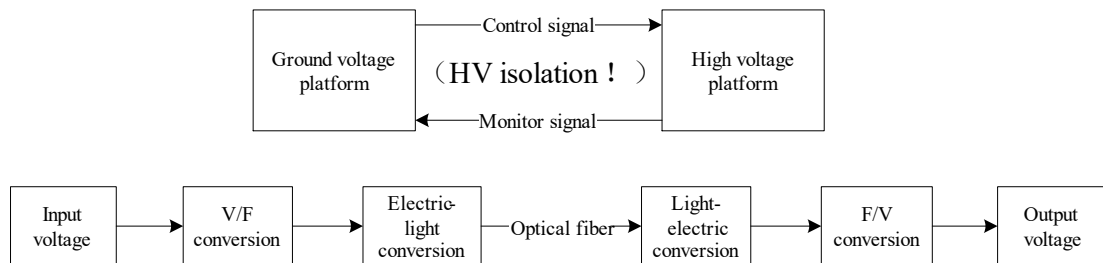 Control signal
Ground voltage
platform
（HV isolation！）
High voltage
platform
Monitor signal
Input
voltage
V/F
conversion
Electric-
light
conversion
Optical fiber
Light-
electric
conversion
F/V
conversion
Output
voltage